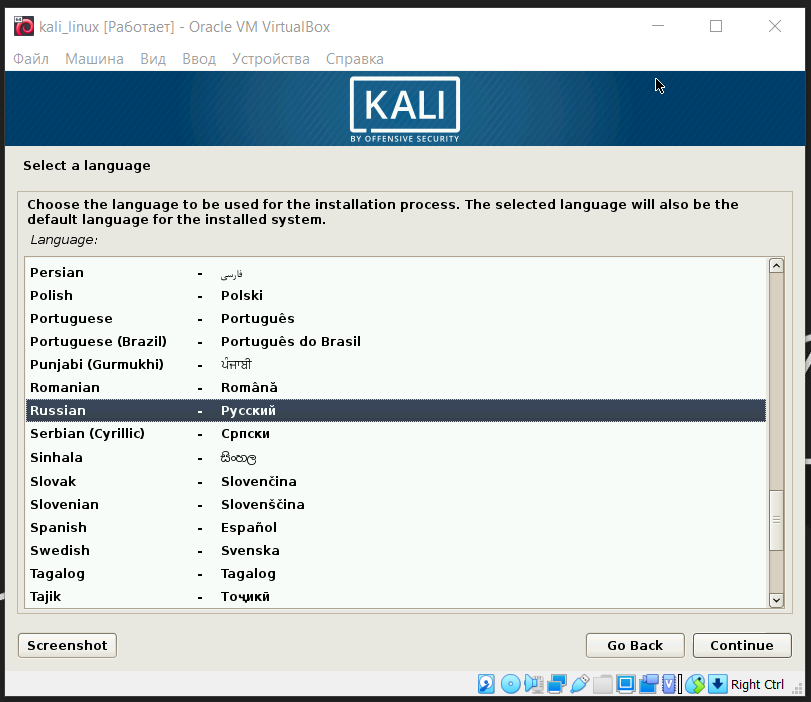 kali_linux [Работает] - Oracle VM VirtualBox
Файл Машина Вид Ввод Устройства Справка
KALI
BY OFFENSIVE SECURITY
Select a language
Choose the language to be used for the installation process. The selected language will also be the
default language for the installed system.
Language:
Persian - فارسی
Polish - Polski
Portuguese - Português
Portuguese (Brazil) - Português do Brasil
Punjabi (Gurmukhi) - ਪੰਜਾਬੀ
Romanian - Română
Russian - Русский
Serbian (Cyrillic) - Српски
Sinhala - සිංහල
Slovak - Slovenčina
Slovenian - Slovenščina
Spanish - Español
Swedish - Svenska
Tagalog - Tagalog
Tajik - Тоҷикӣ
Screenshot Go Back Continue
Right Ctrl